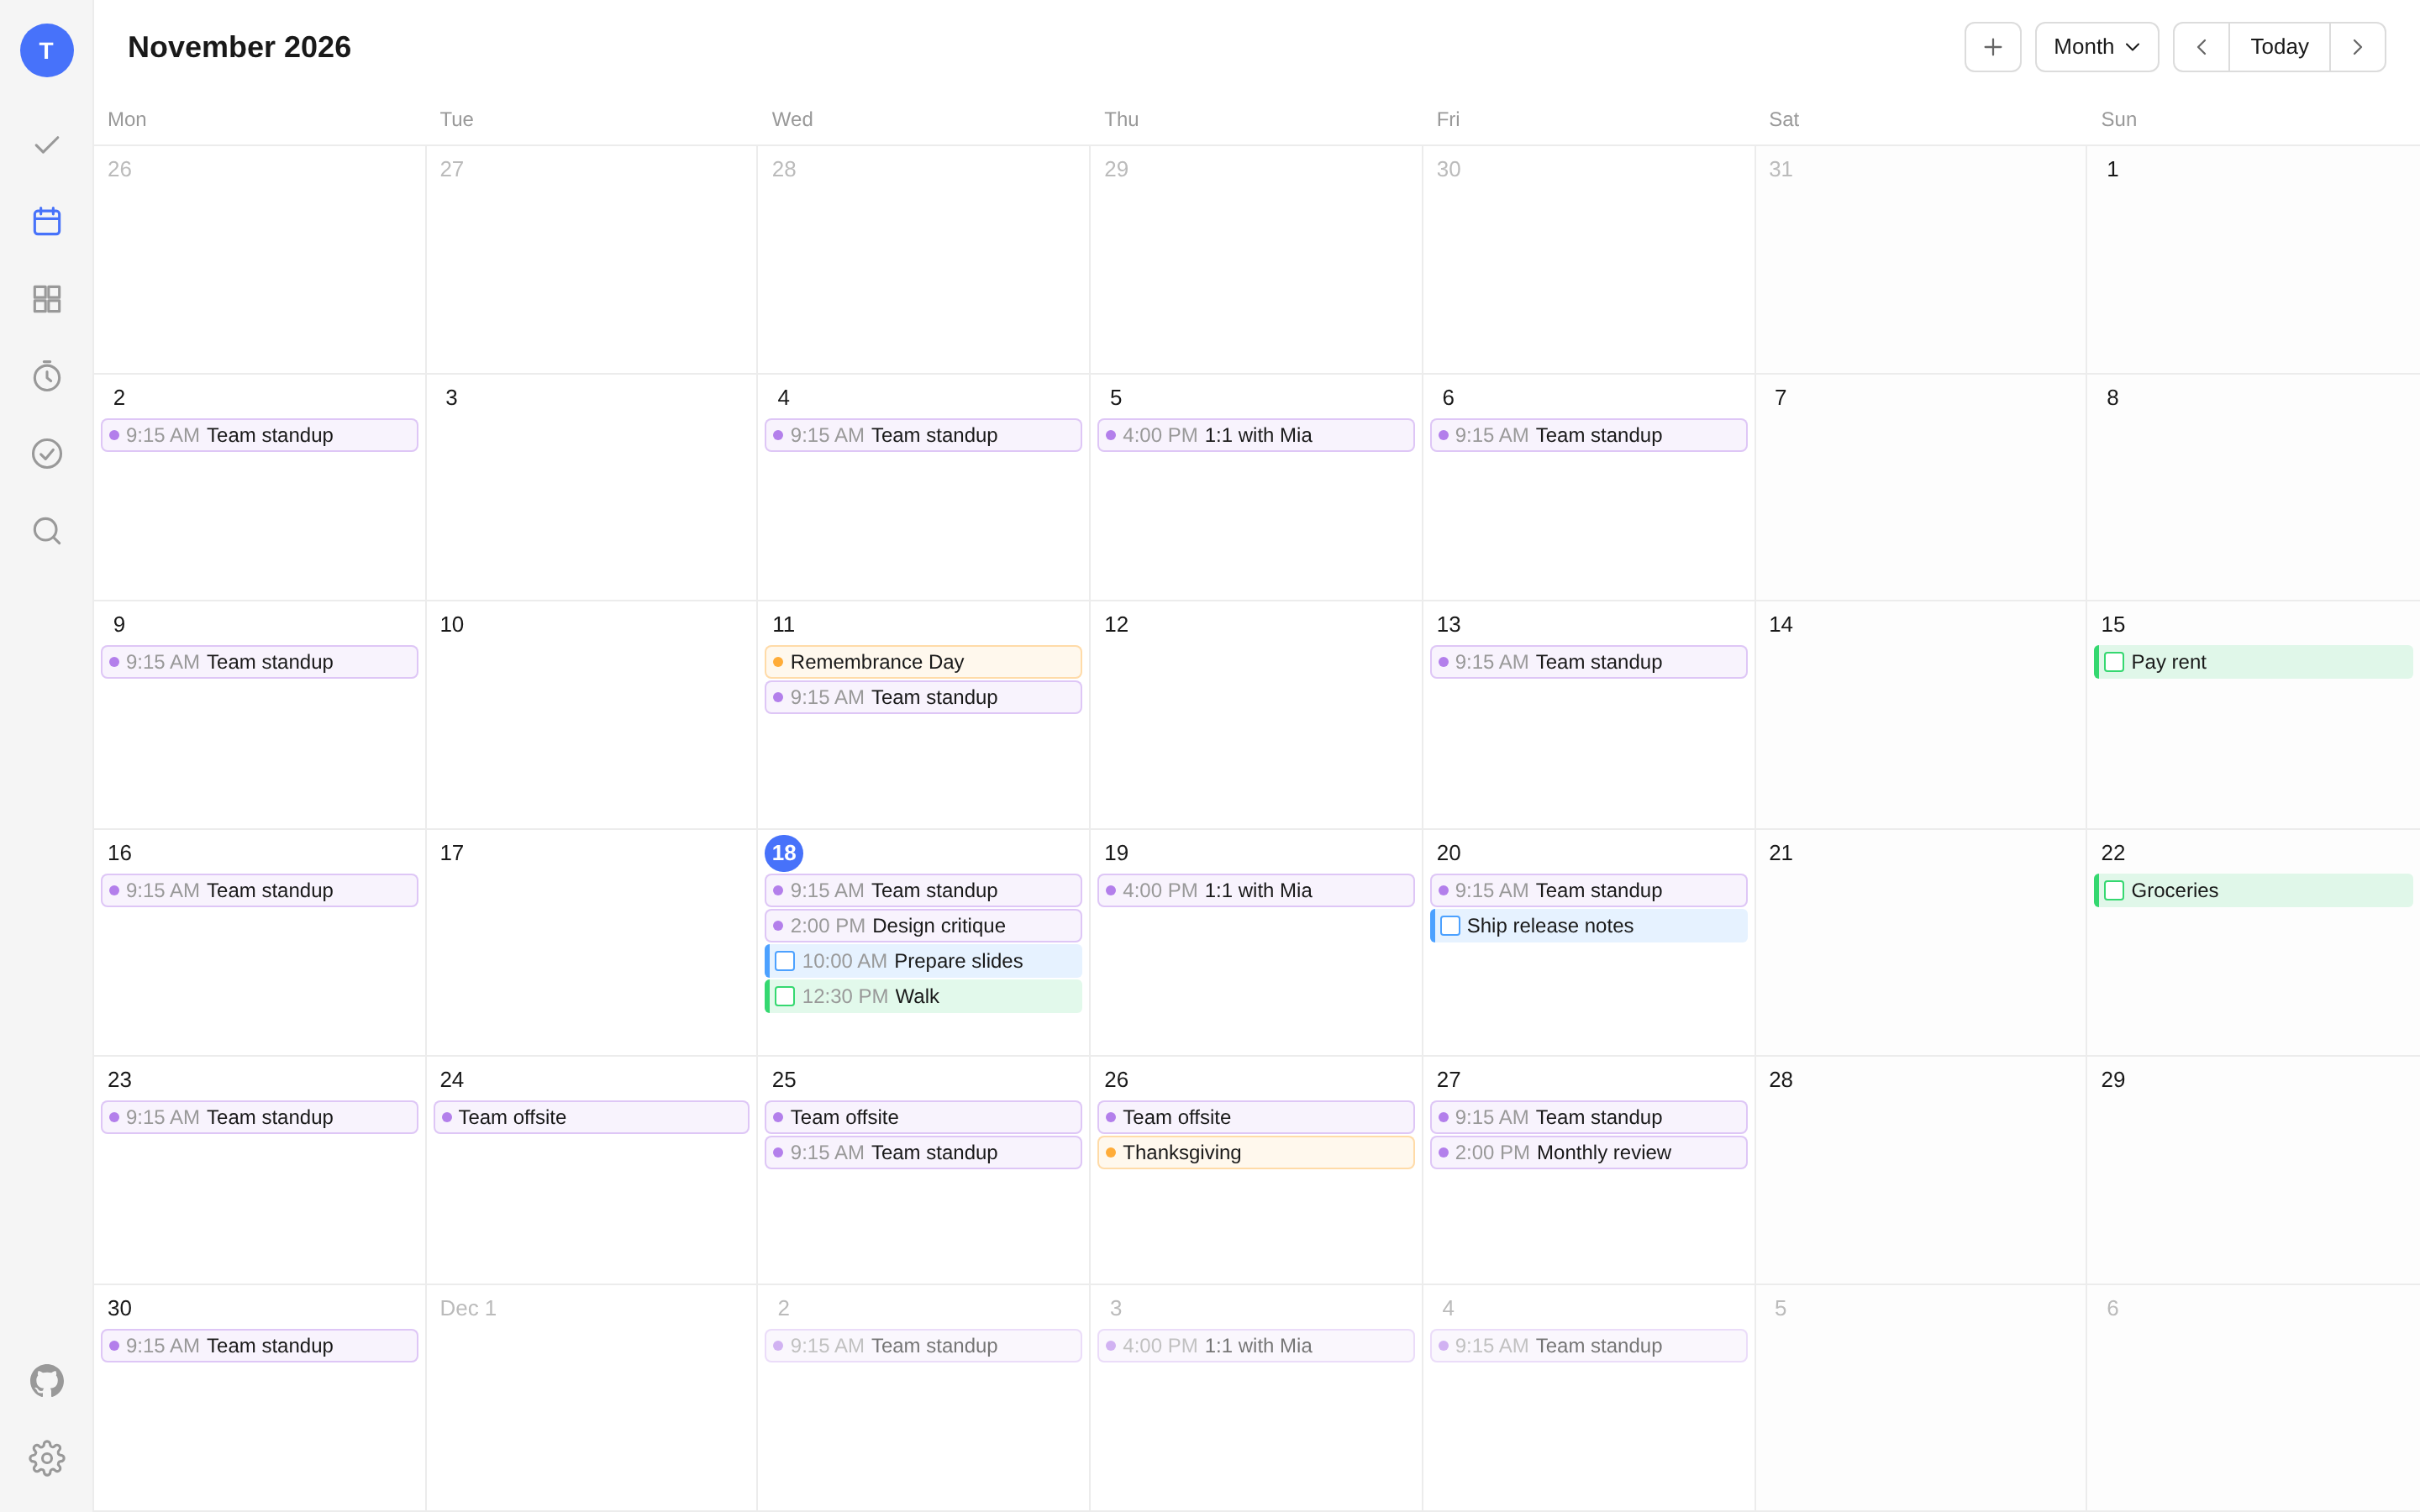 T
November 2026
Month
Today
Mon Tue Wed Thu Fri Sat Sun
26 27 28 29 30 31 1
2 3 4 5 6 7 8
9:15 AM Team standup
9:15 AM Team standup
4:00 PM 1:1 with Mia
9:15 AM Team standup
9 10 11 12 13 14 15
9:15 AM Team standup
Remembrance Day
9:15 AM Team standup
9:15 AM Team standup
Pay rent
16 17 18 19 20 21 22
9:15 AM Team standup
9:15 AM Team standup
2:00 PM Design critique
10:00 AM Prepare slides
12:30 PM Walk
4:00 PM 1:1 with Mia
9:15 AM Team standup
Ship release notes
Groceries
23 24 25 26 27 28 29
9:15 AM Team standup
Team offsite
Team offsite
9:15 AM Team standup
Team offsite
Thanksgiving
9:15 AM Team standup
2:00 PM Monthly review
30 Dec 1 2 3 4 5 6
9:15 AM Team standup
9:15 AM Team standup
4:00 PM 1:1 with Mia
9:15 AM Team standup